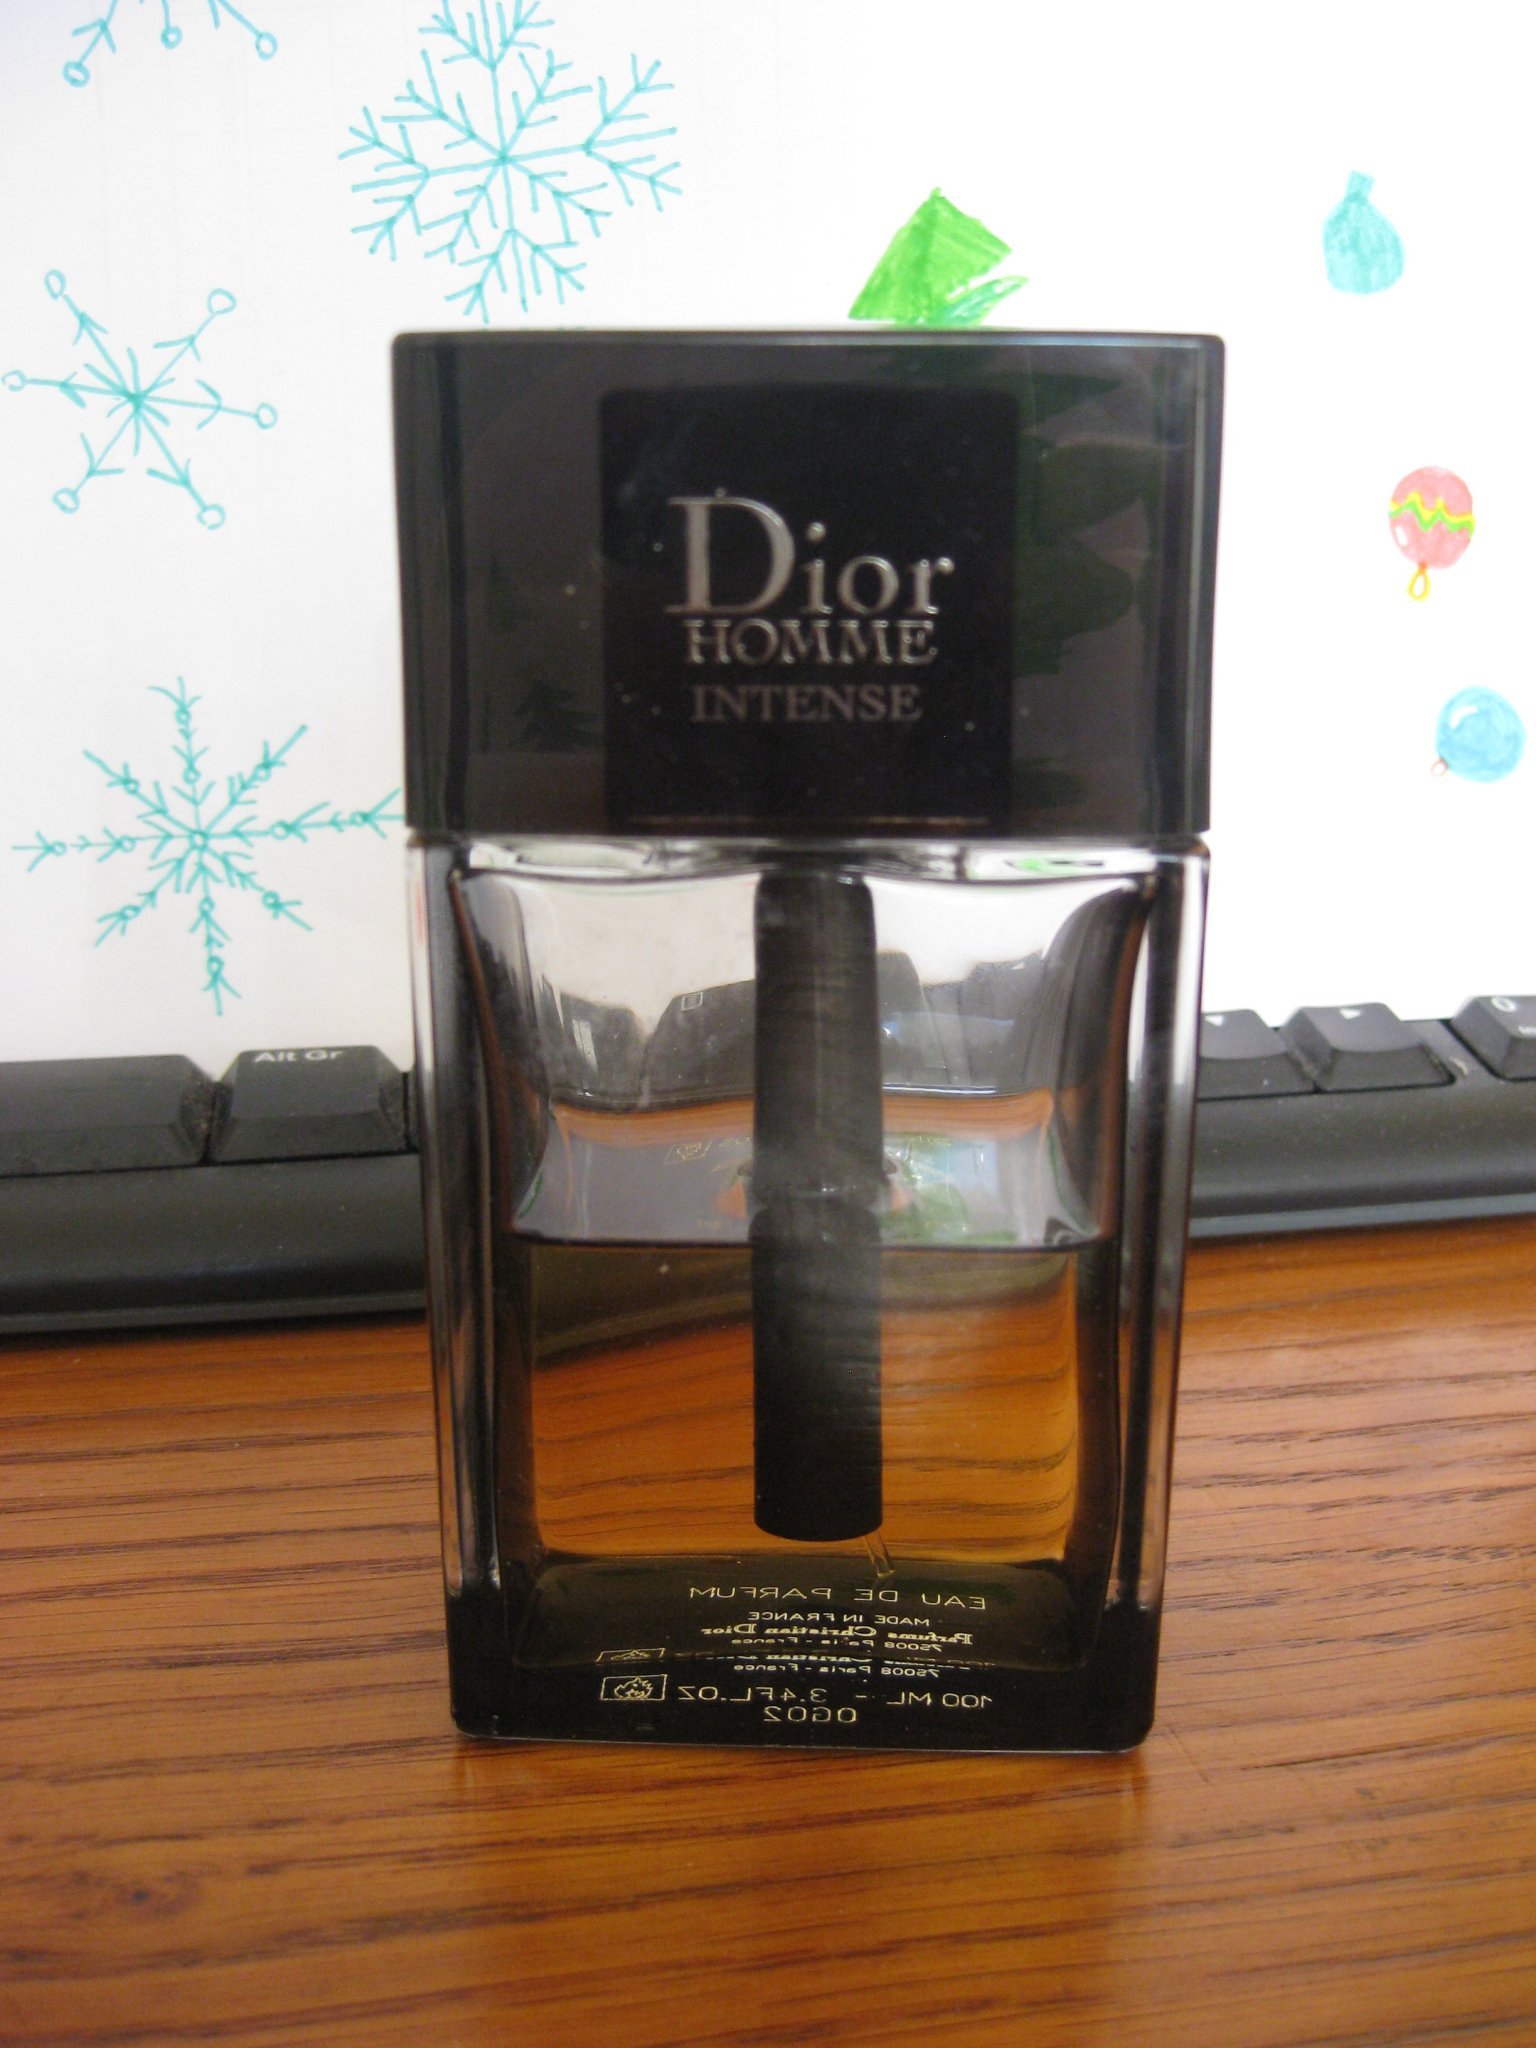 Dior
HOMME
INTENSE
Alt Gr
0
EAU DE PARFUM
MADE IN FRANCE
Parfums Christian Dior
75008 Paris - France
75008 Paris - France
100 ML - 3.4FL.OZ
0G02